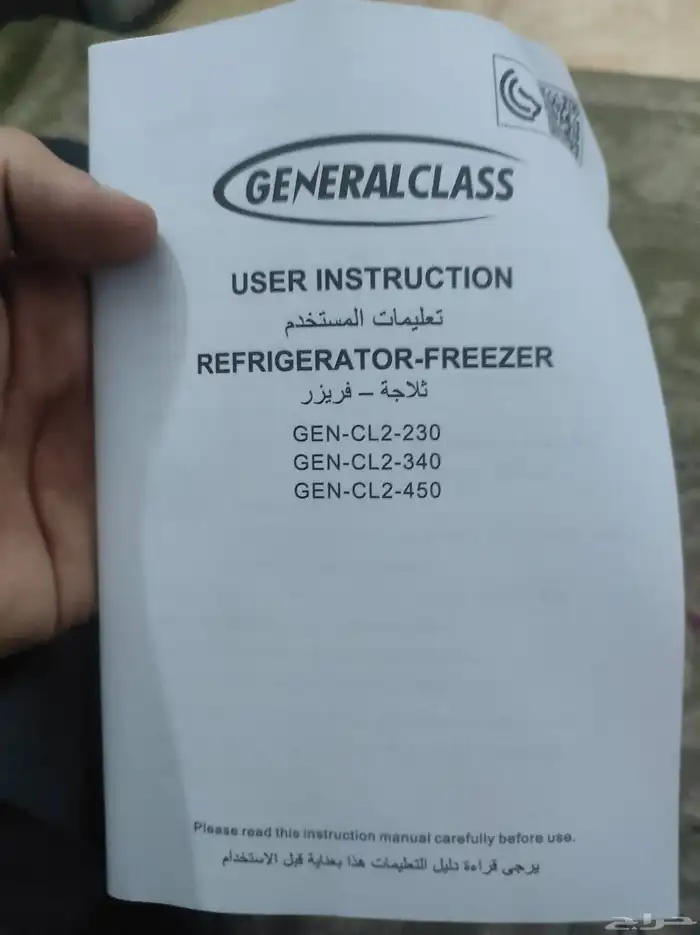 GENERALCLASS
USER INSTRUCTION
تعليمات المستخدم
REFRIGERATOR-FREEZER
ثلاجة – فريزر
GEN-CL2-230
GEN-CL2-340
GEN-CL2-450
Please read this instruction manual carefully before use.
يرجى قراءة دليل التعليمات هذا بعناية قبل الاستخدام
حراج